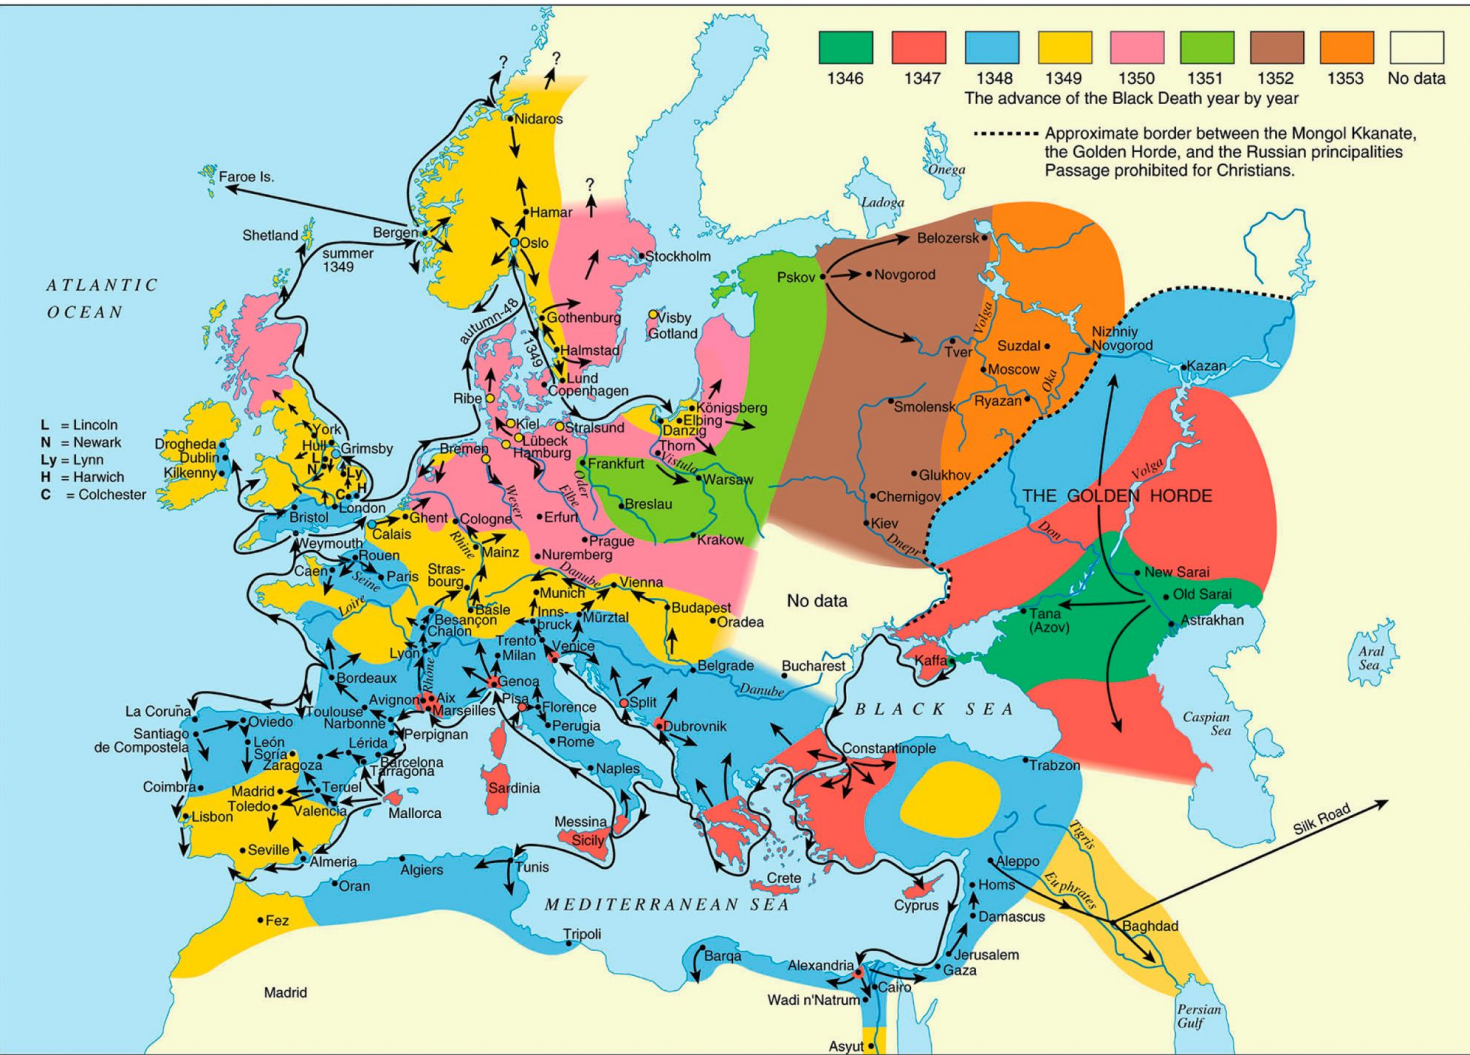 1346
1347
1348
1349
1350
1351
1352
1353
No data
The advance of the Black Death year by year
Approximate border between the Mongol Kkanate,
the Golden Horde, and the Russian principalities
Passage prohibited for Christians.
?
?
Nidaros
Onega
Faroe Is.
?
Ladoga
Hamar
Shetland
Bergen
Oslo
Belozersk
summer
1349
Stockholm
Pskov
Novgorod
ATLANTIC
OCEAN
autumn-48
1349
Gothenburg
Visby
Gotland
Volga
Nizhniy
Novgorod
Tver
Suzdal
Halmstad
Moscow
Oka
Kazan
Lund
Copenhagen
Ribe
Königsberg
Smolensk
Ryazan
L = Lincoln
N = Newark
Ly = Lynn
H = Harwich
C = Colchester
York
Hull
Grimsby
Kiel
Stralsund
Elbing
Danzig
Drogheda
Dublin
Kilkenny
Lübeck
Hamburg
Bremen
Thorn
Vistula
N
Ly
H
C
London
Bristol
Frankfurt
Oder
Elbe
Weser
Warsaw
Glukhov
Volga
Breslau
Chernigov
THE GOLDEN HORDE
Ghent
Cologne
Erfurt
Kiev
Don
Calais
Weymouth
Rhine
Prague
Krakow
Dnepr
Rouen
Mainz
Nuremberg
Caen
Seine
Paris
Stras-
bourg
Danube
Munich
Vienna
New Sarai
Old Sarai
Loire
Basle
Besançon
Chalon
Inns-
bruck
Mürztal
Budapest
Oradea
No data
Tana
(Azov)
Astrakhan
Lyon
Trento
Milan
Venice
Kaffa
Aral
Sea
Bordeaux
Rhone
Genoa
Belgrade
Bucharest
Danube
La Coruña
Oviedo
Toulouse
Avignon
Aix
Marseilles
Pisa
Florence
Split
BLACK SEA
Caspian
Sea
Santiago
de Compostela
León
Soría
Narbonne
Perpignan
Perugia
Rome
Dubrovnik
Lérida
Zaragoza
Barcelona
Tarragona
Constantinople
Trabzon
Coimbra
Madrid
Teruel
Naples
Sardinia
Toledo
Valencia
Mallorca
Lisbon
Messina
Sicily
Silk Road
Tigris
Seville
Almeria
Algiers
Tunis
Aleppo
Euphrates
Oran
Crete
Cyprus
Homs
MEDITERRANEAN SEA
Damascus
Fez
Baghdad
Tripoli
Barqa
Jerusalem
Alexandria
Gaza
Madrid
Cairo
Wadi n'Natrum
Persian
Gulf
Asyut